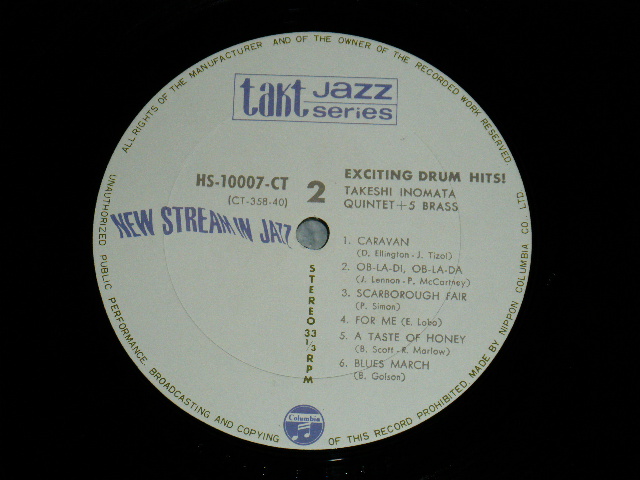 ALL RIGHTS OF THE MANUFACTURER AND OF THE OWNER OF THE RECORDED WORK RESERVED.
UNAUTHORIZED PUBLIC PERFORMANCE. BROADCASTING AND COPYING OF THIS RECORD PROHIBITED MADE BY NIPPON COLUMBIA CO. LTD.
takt Jazz
series
HS-10007-CT
(CT-358-40)
2
EXCITING DRUM HITS!
TAKESHI INOMATA
QUINTET+5 BRASS
NEW STREAM IN JAZZ
STEREO 33 1/3 RPM
1. CARAVAN
(D. Ellington-J. Tizol)
2. OB-LA-DI, OB-LA-DA
(J. Lennon-P. McCartney)
3. SCARBOROUGH FAIR
(P. Simon)
4. FOR ME (E. Lobo)
5. A TASTE OF HONEY
(B. Scott-R. Marlow)
6. BLUES MARCH
(B. Golson)
Columbia